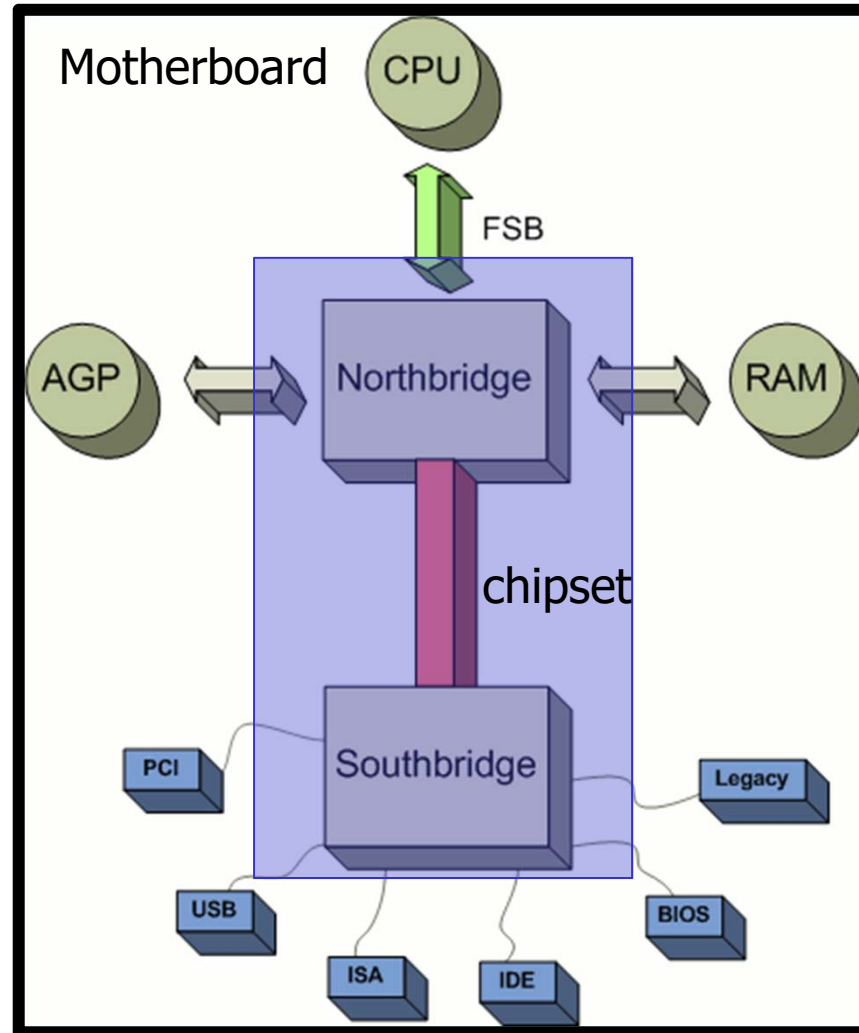 Motherboard
CPU
FSB
AGP
Northbridge
RAM
chipset
PCI
Southbridge
Legacy
USB
BIOS
ISA
IDE